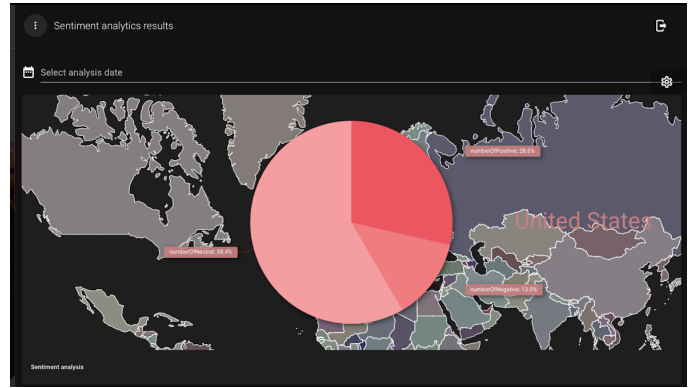 Sentiment analytics results
Select analysis date
numberOfPositive: 28.6%
United States
numberOfNeutral: 58.4%
numberOfNegative: 13.0%
Sentiment analysis